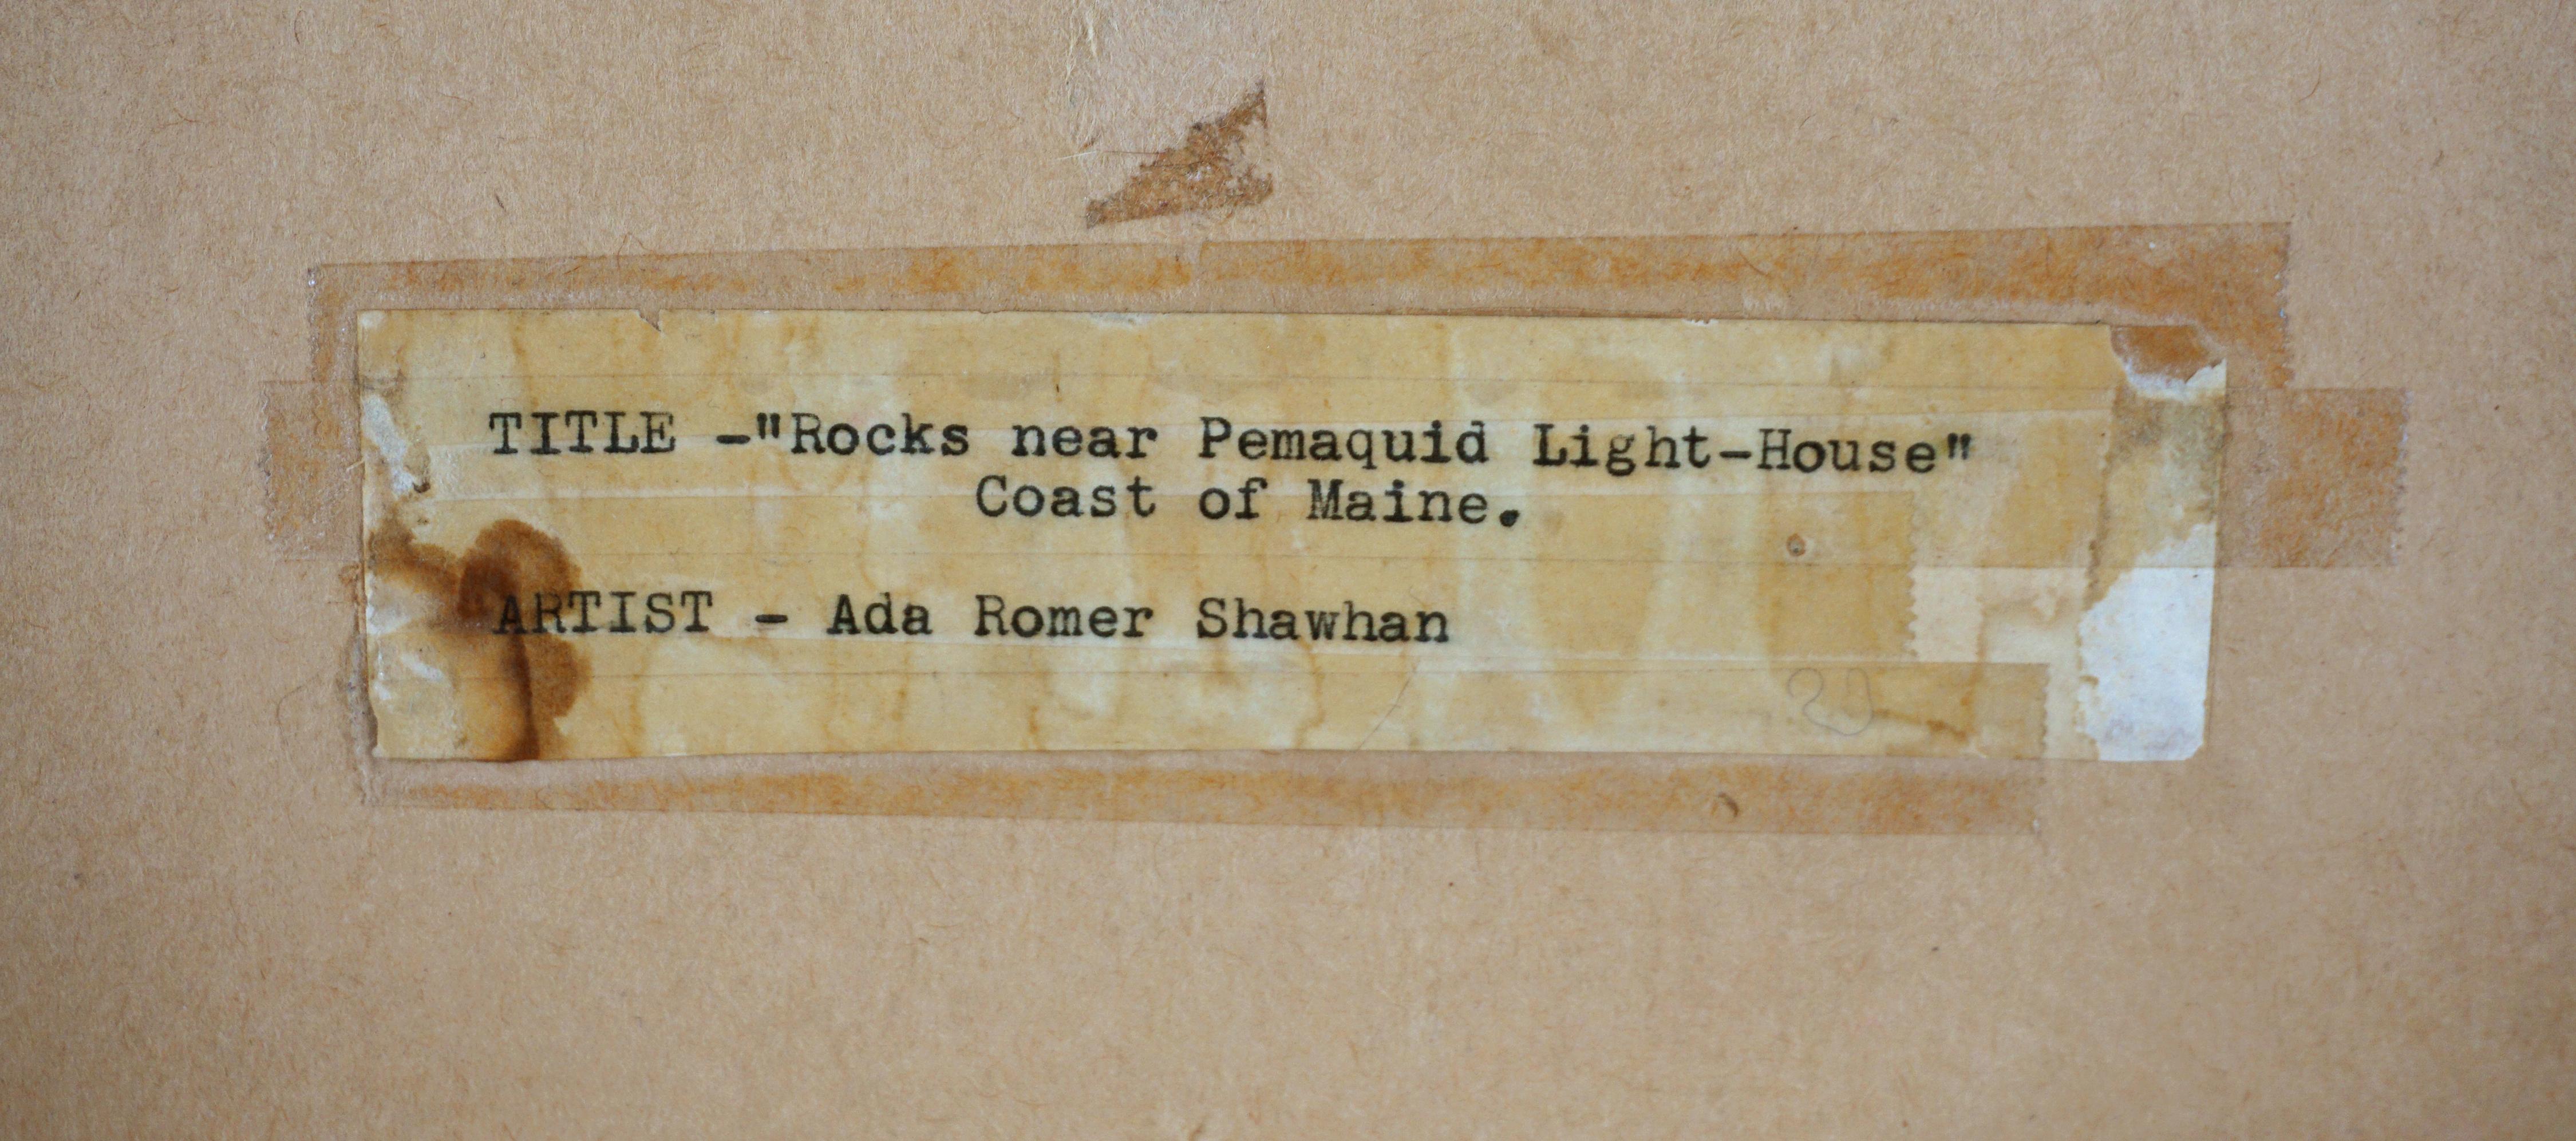 TITLE -"Rocks near Pemaquid Light-House"
Coast of Maine.
ARTIST - Ada Romer Shawhan